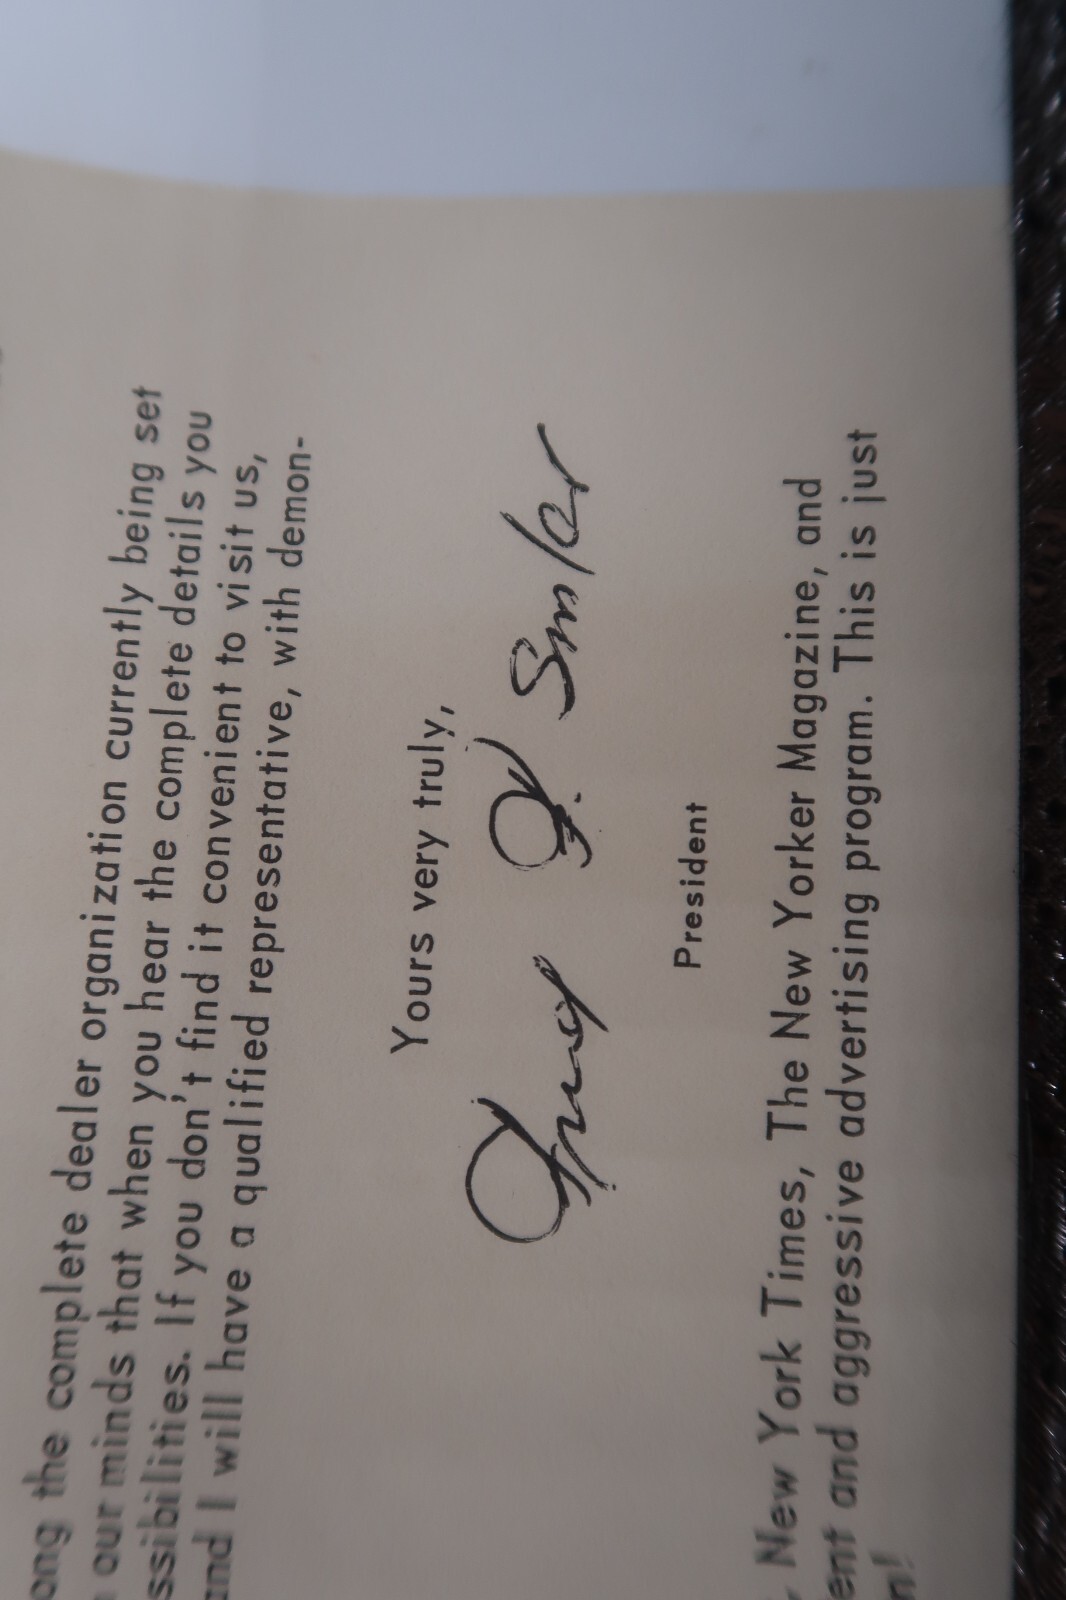 ong the complete dealer organization currently being set
our minds that when you hear the complete details you
ssibilities. If you don't find it convenient to visit us,
and I will have a qualified representative, with demon-
Yours very truly,
President
New York Times, The New Yorker Magazine, and
ent and aggressive advertising program. This is just
n!